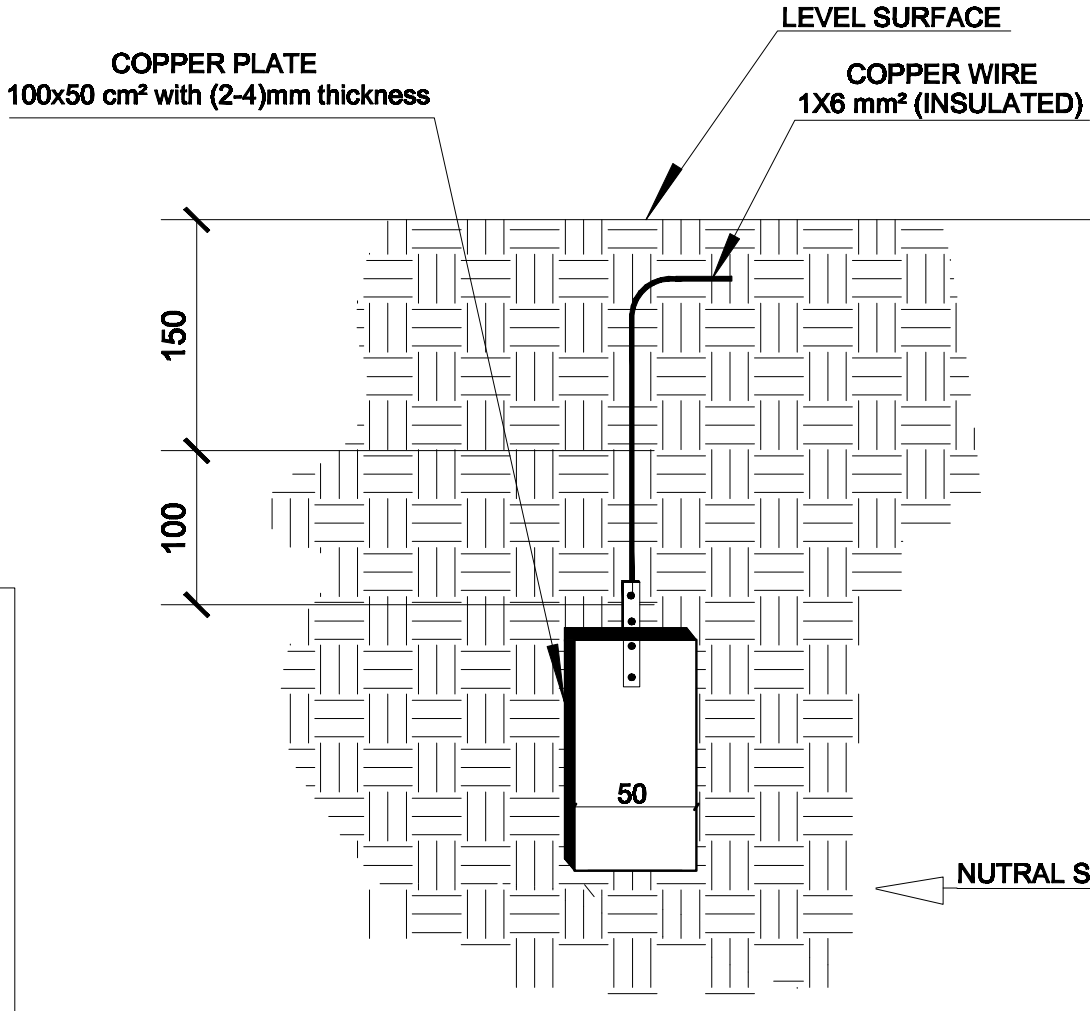 LEVEL SURFACE
COPPER PLATE
100x50 cm² with (2-4)mm thickness
COPPER WIRE
1X6 mm² (INSULATED)
150
100
50
NUTRAL S